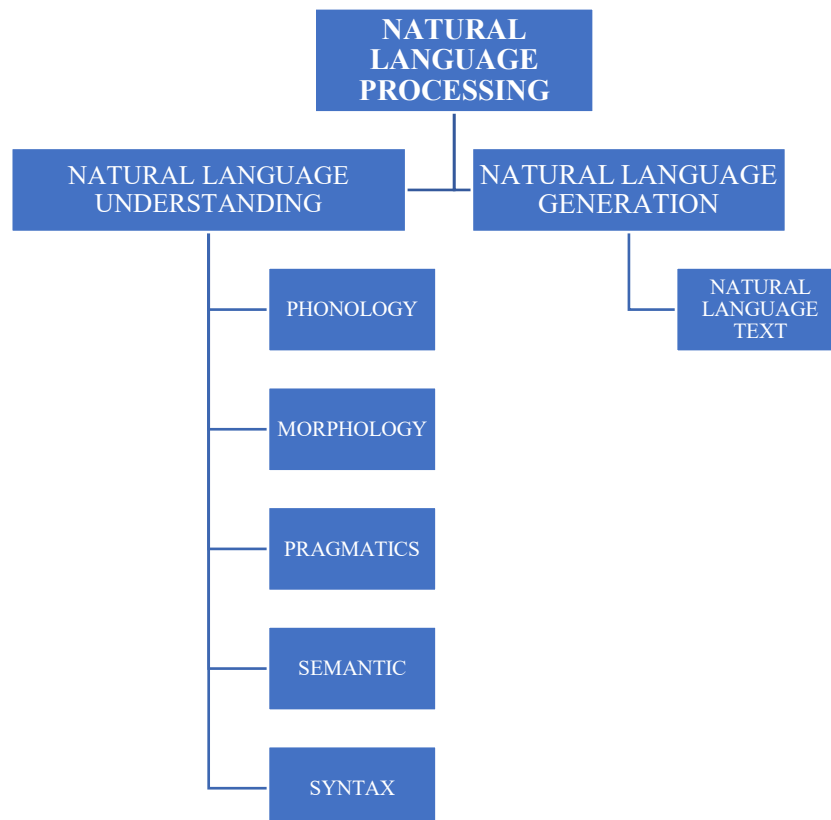 NATURAL
LANGUAGE
PROCESSING
NATURAL LANGUAGE
UNDERSTANDING
NATURAL LANGUAGE
GENERATION
PHONOLOGY
NATURAL
LANGUAGE
TEXT
MORPHOLOGY
PRAGMATICS
SEMANTIC
SYNTAX